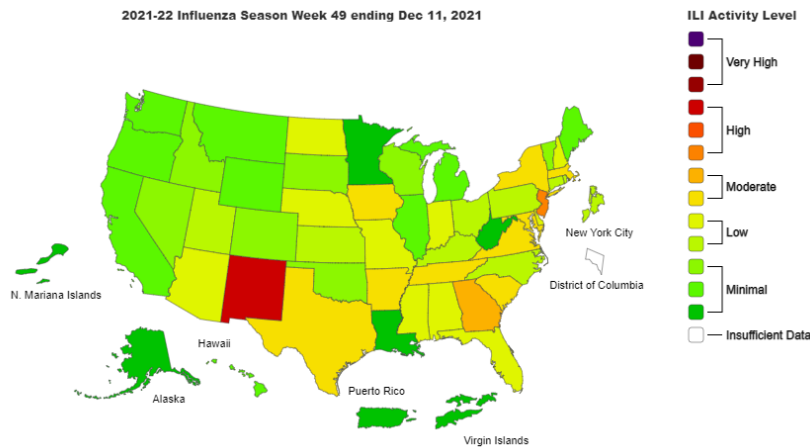 2021-22 Influenza Season Week 49 ending Dec 11, 2021
ILI Activity Level
Very High
High
Moderate
Low
Minimal
Insufficient Data
New York City
District of Columbia
N. Mariana Islands
Hawaii
Alaska
Puerto Rico
Virgin Islands